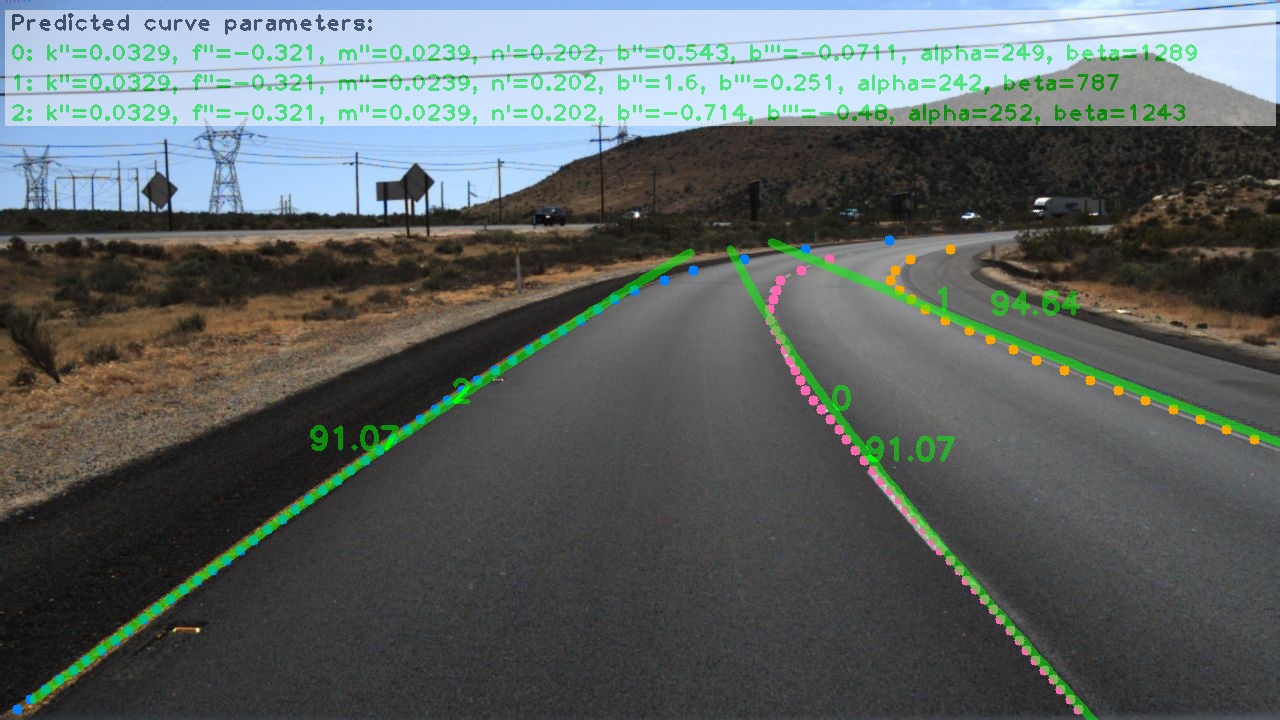 Predicted curve parameters:
0: k''=0.0329, f''=-0.321, m''=0.0239, n'=0.202, b''=0.543, b'''=-0.0711, alpha=249, beta=1289
1: k''=0.0329, f''=-0.321, m''=0.0239, n'=0.202, b''=1.6, b'''=0.251, alpha=242, beta=787
2: k''=0.0329, f''=-0.321, m''=0.0239, n'=0.202, b''=-0.714, b'''=-0.48, alpha=252, beta=1243
1 94.64
2
0
91.07
91.07